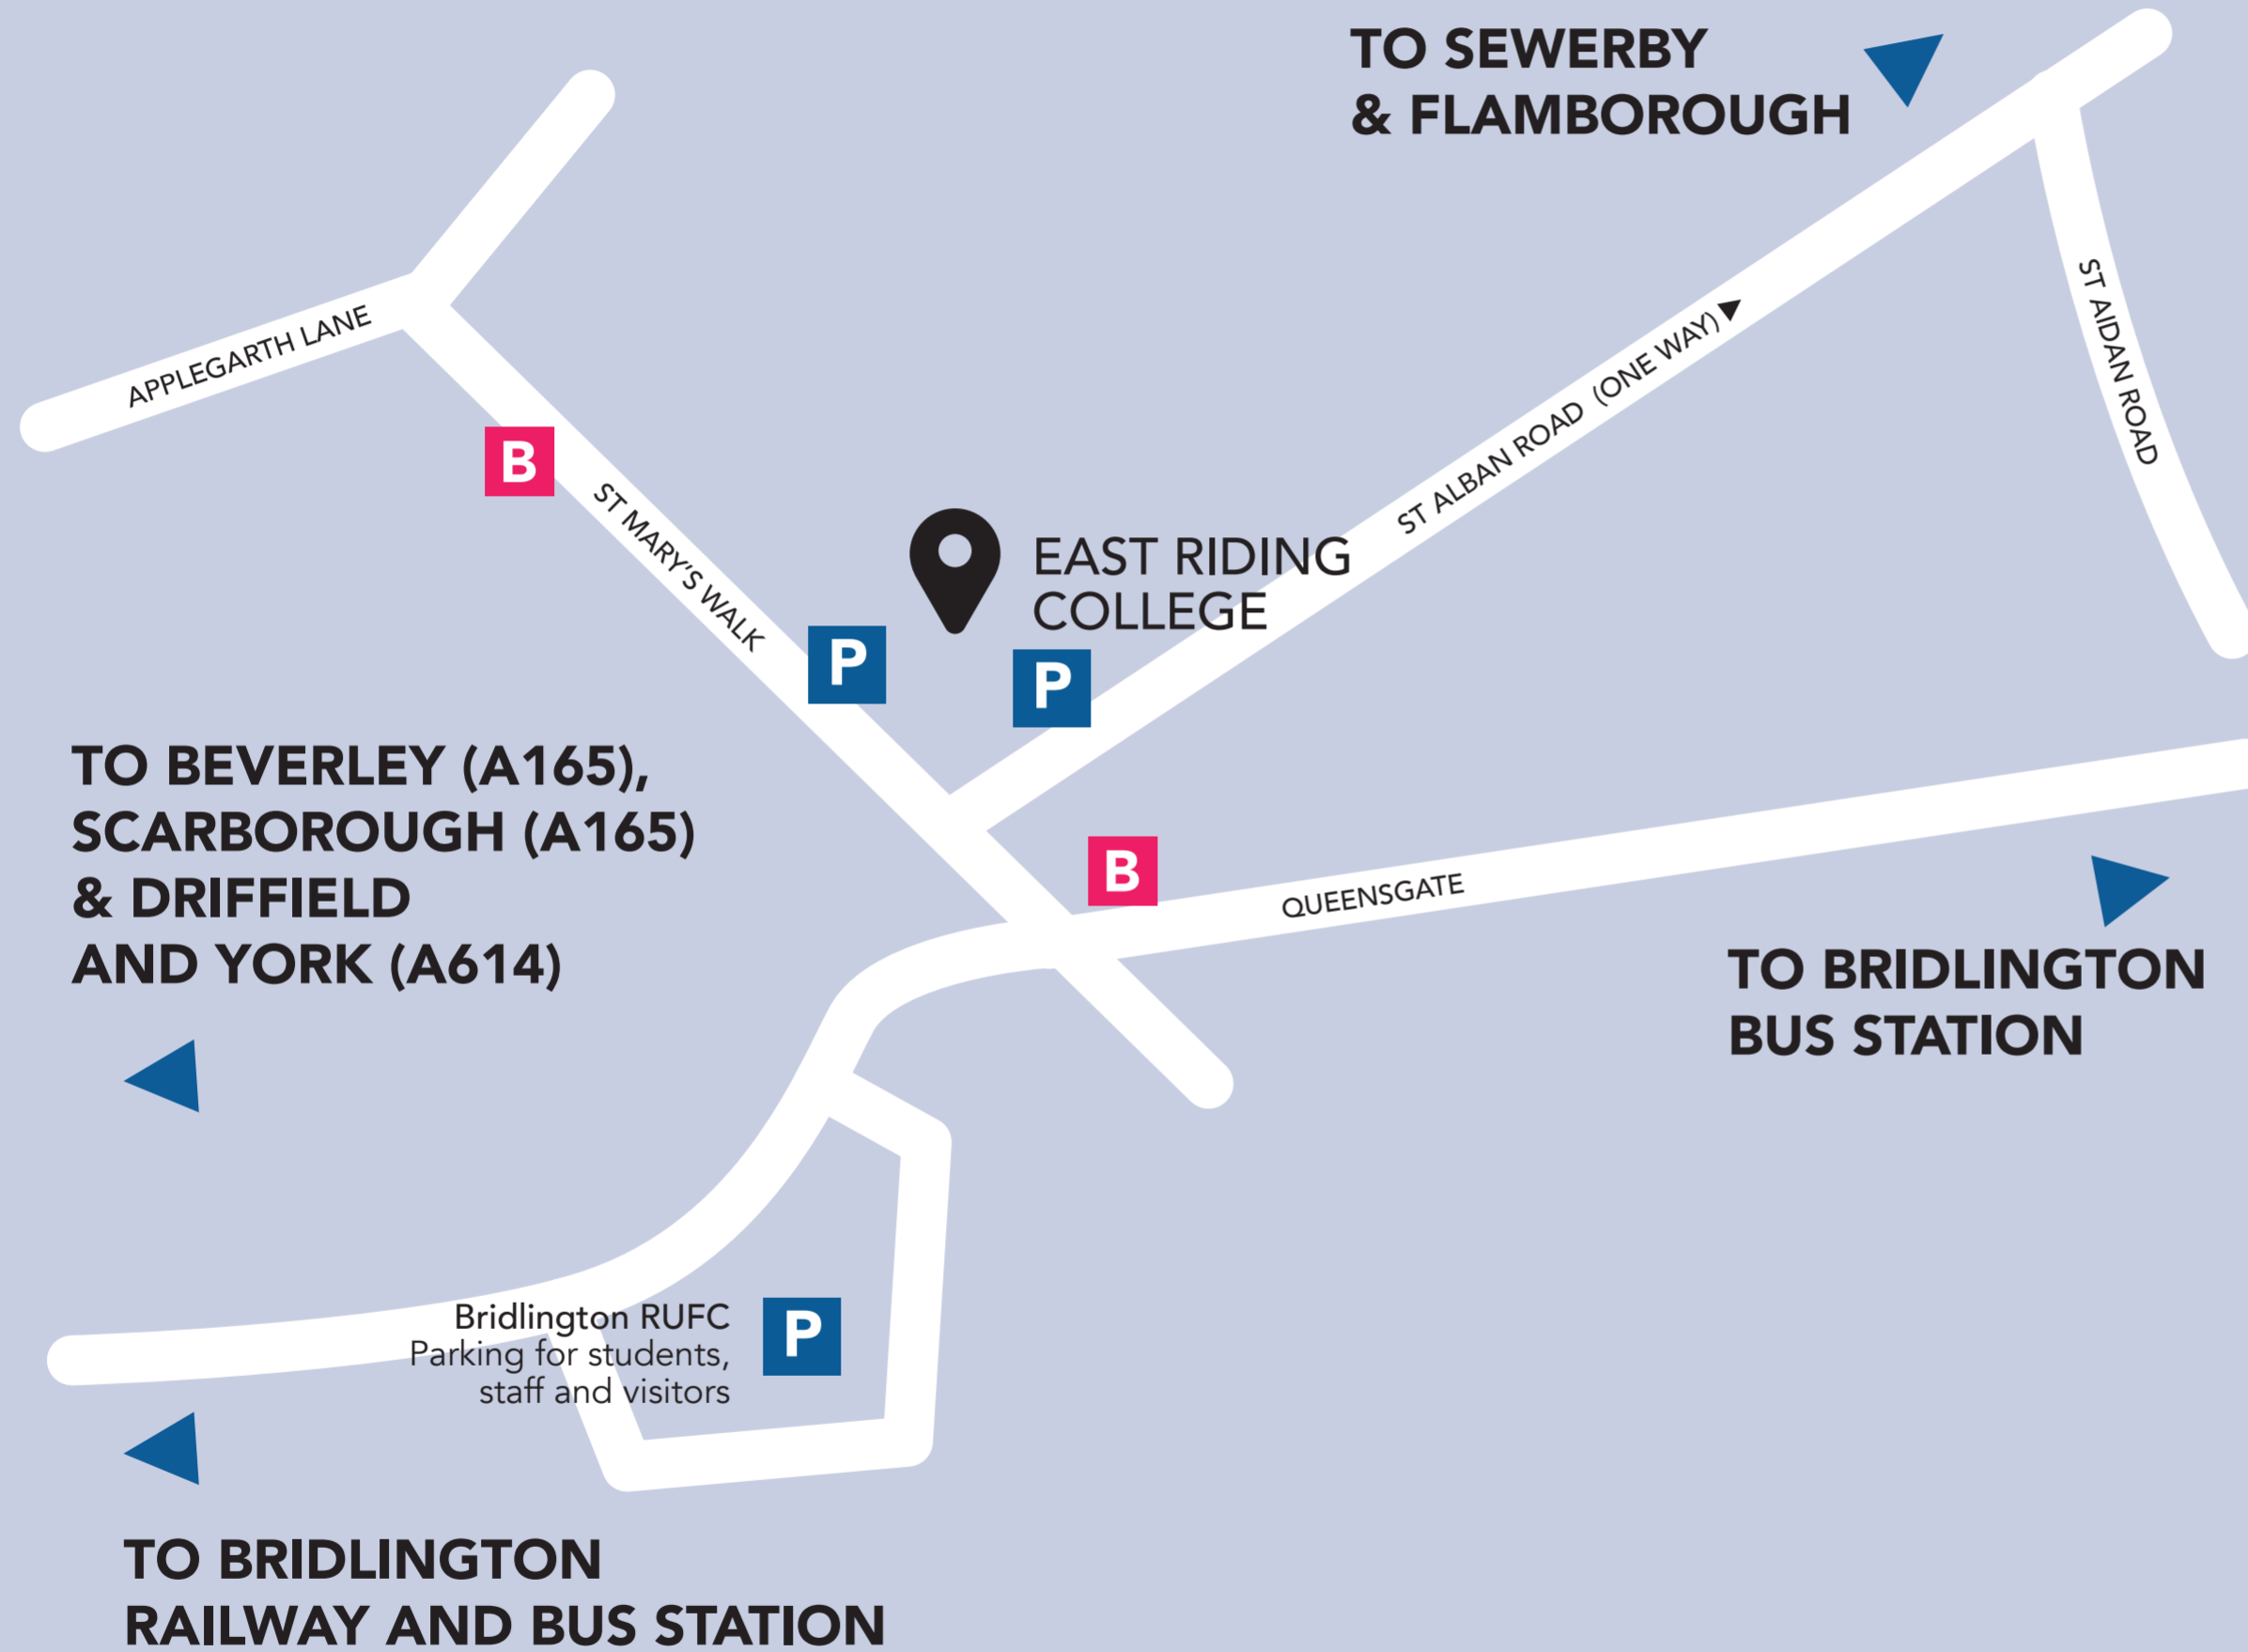 TO SEWERBY
& FLAMBOROUGH
APPLEGARTH LANE
ST AIDAN ROAD
ST ALBAN ROAD (ONE WAY)
B
ST MARY'S WALK
EAST RIDING
COLLEGE
P
P
TO BEVERLEY (A165),
SCARBOROUGH (A165)
& DRIFFIELD
AND YORK (A614)
B
QUEENSGATE
TO BRIDLINGTON
BUS STATION
Bridlington RUFC
Parking for students,
staff and visitors
P
TO BRIDLINGTON
RAILWAY AND BUS STATION